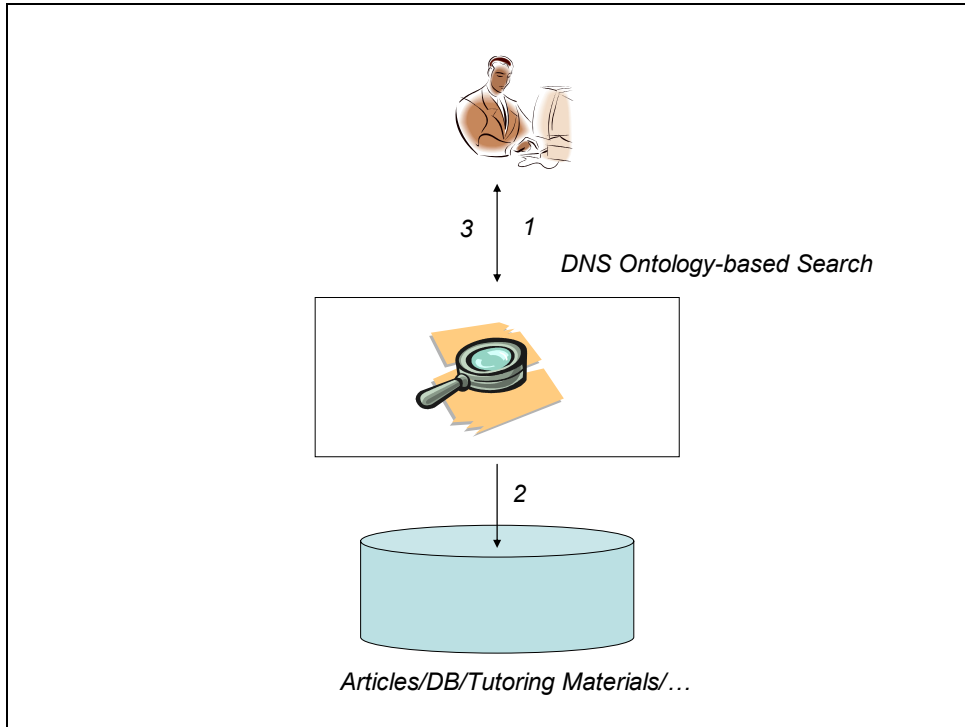 3 1
DNS Ontology-based Search
2
Articles/DB/Tutoring Materials/…